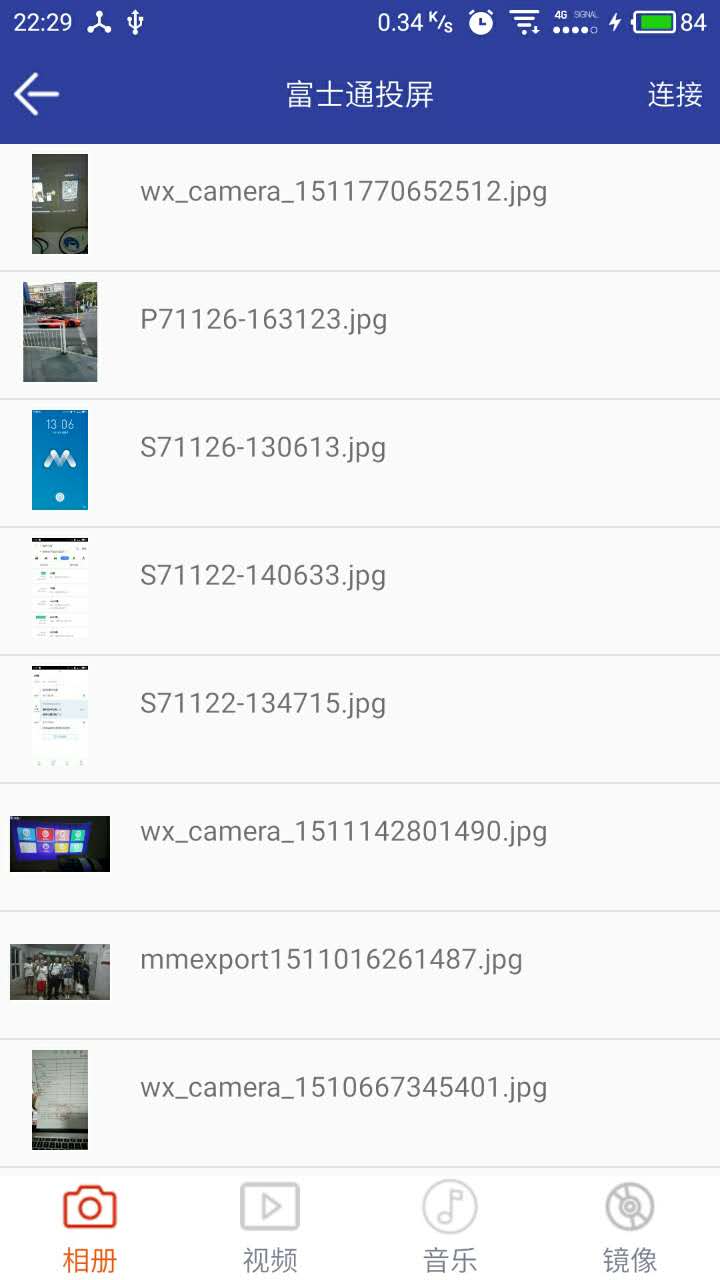 22:29
0.34 K/s
4G SIGNAL
84
富士通投屏
连接
wx_camera_1511770652512.jpg
P71126-163123.jpg
13 06
S71126-130613.jpg
S71122-140633.jpg
S71122-134715.jpg
wx_camera_1511142801490.jpg
mmexport1511016261487.jpg
wx_camera_1510667345401.jpg
相册
视频
音乐
镜像